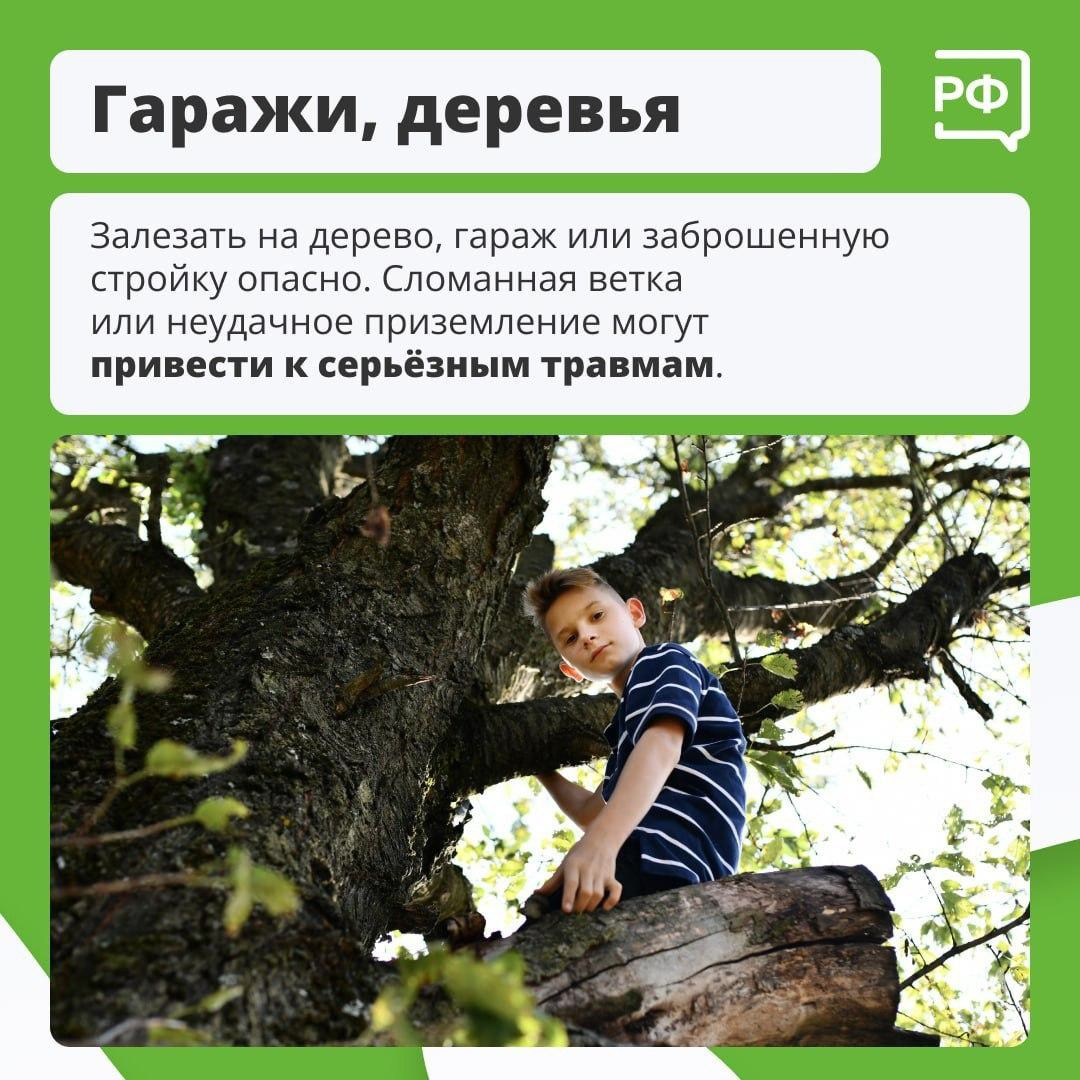 Гаражи, деревья
РФ
Залезать на дерево, гараж или заброшенную
стройку опасно. Сломанная ветка
или неудачное приземление могут
привести к серьёзным травмам.